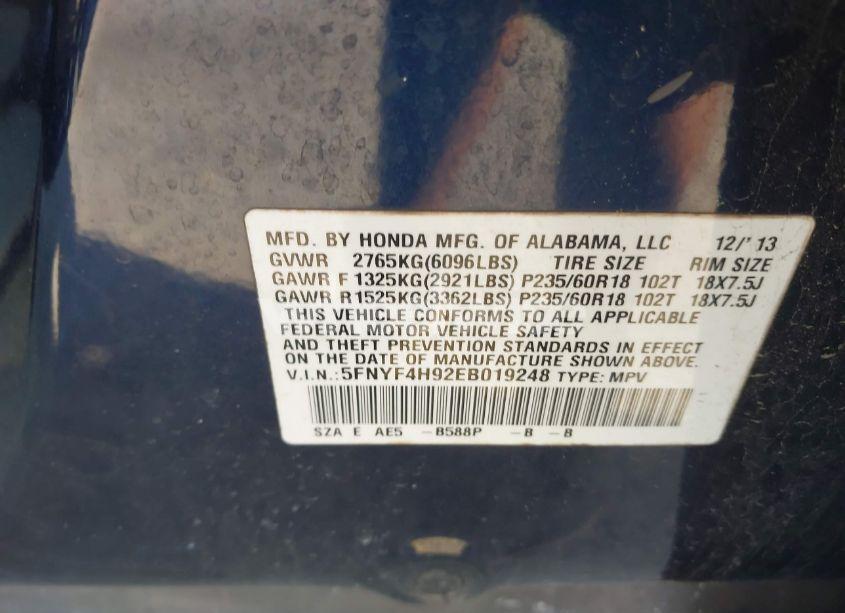 MFD. BY HONDA MFG. OF ALABAMA, LLC 12/'13
GVWR 2765KG(6096LBS) TIRE SIZE RIM SIZE
GAWR F 1325KG(2921LBS) P235/60R18 102T 18X7.5J
GAWR R 1525KG(3362LBS) P235/60R18 102T 18X7.5J
THIS VEHICLE CONFORMS TO ALL APPLICABLE
FEDERAL MOTOR VEHICLE SAFETY
AND THEFT PREVENTION STANDARDS IN EFFECT
ON THE DATE OF MANUFACTURE SHOWN ABOVE.
V.I.N.: 5FNYF4H92EB019248 TYPE: MPV
SZA E AE5 -B588P -B -B